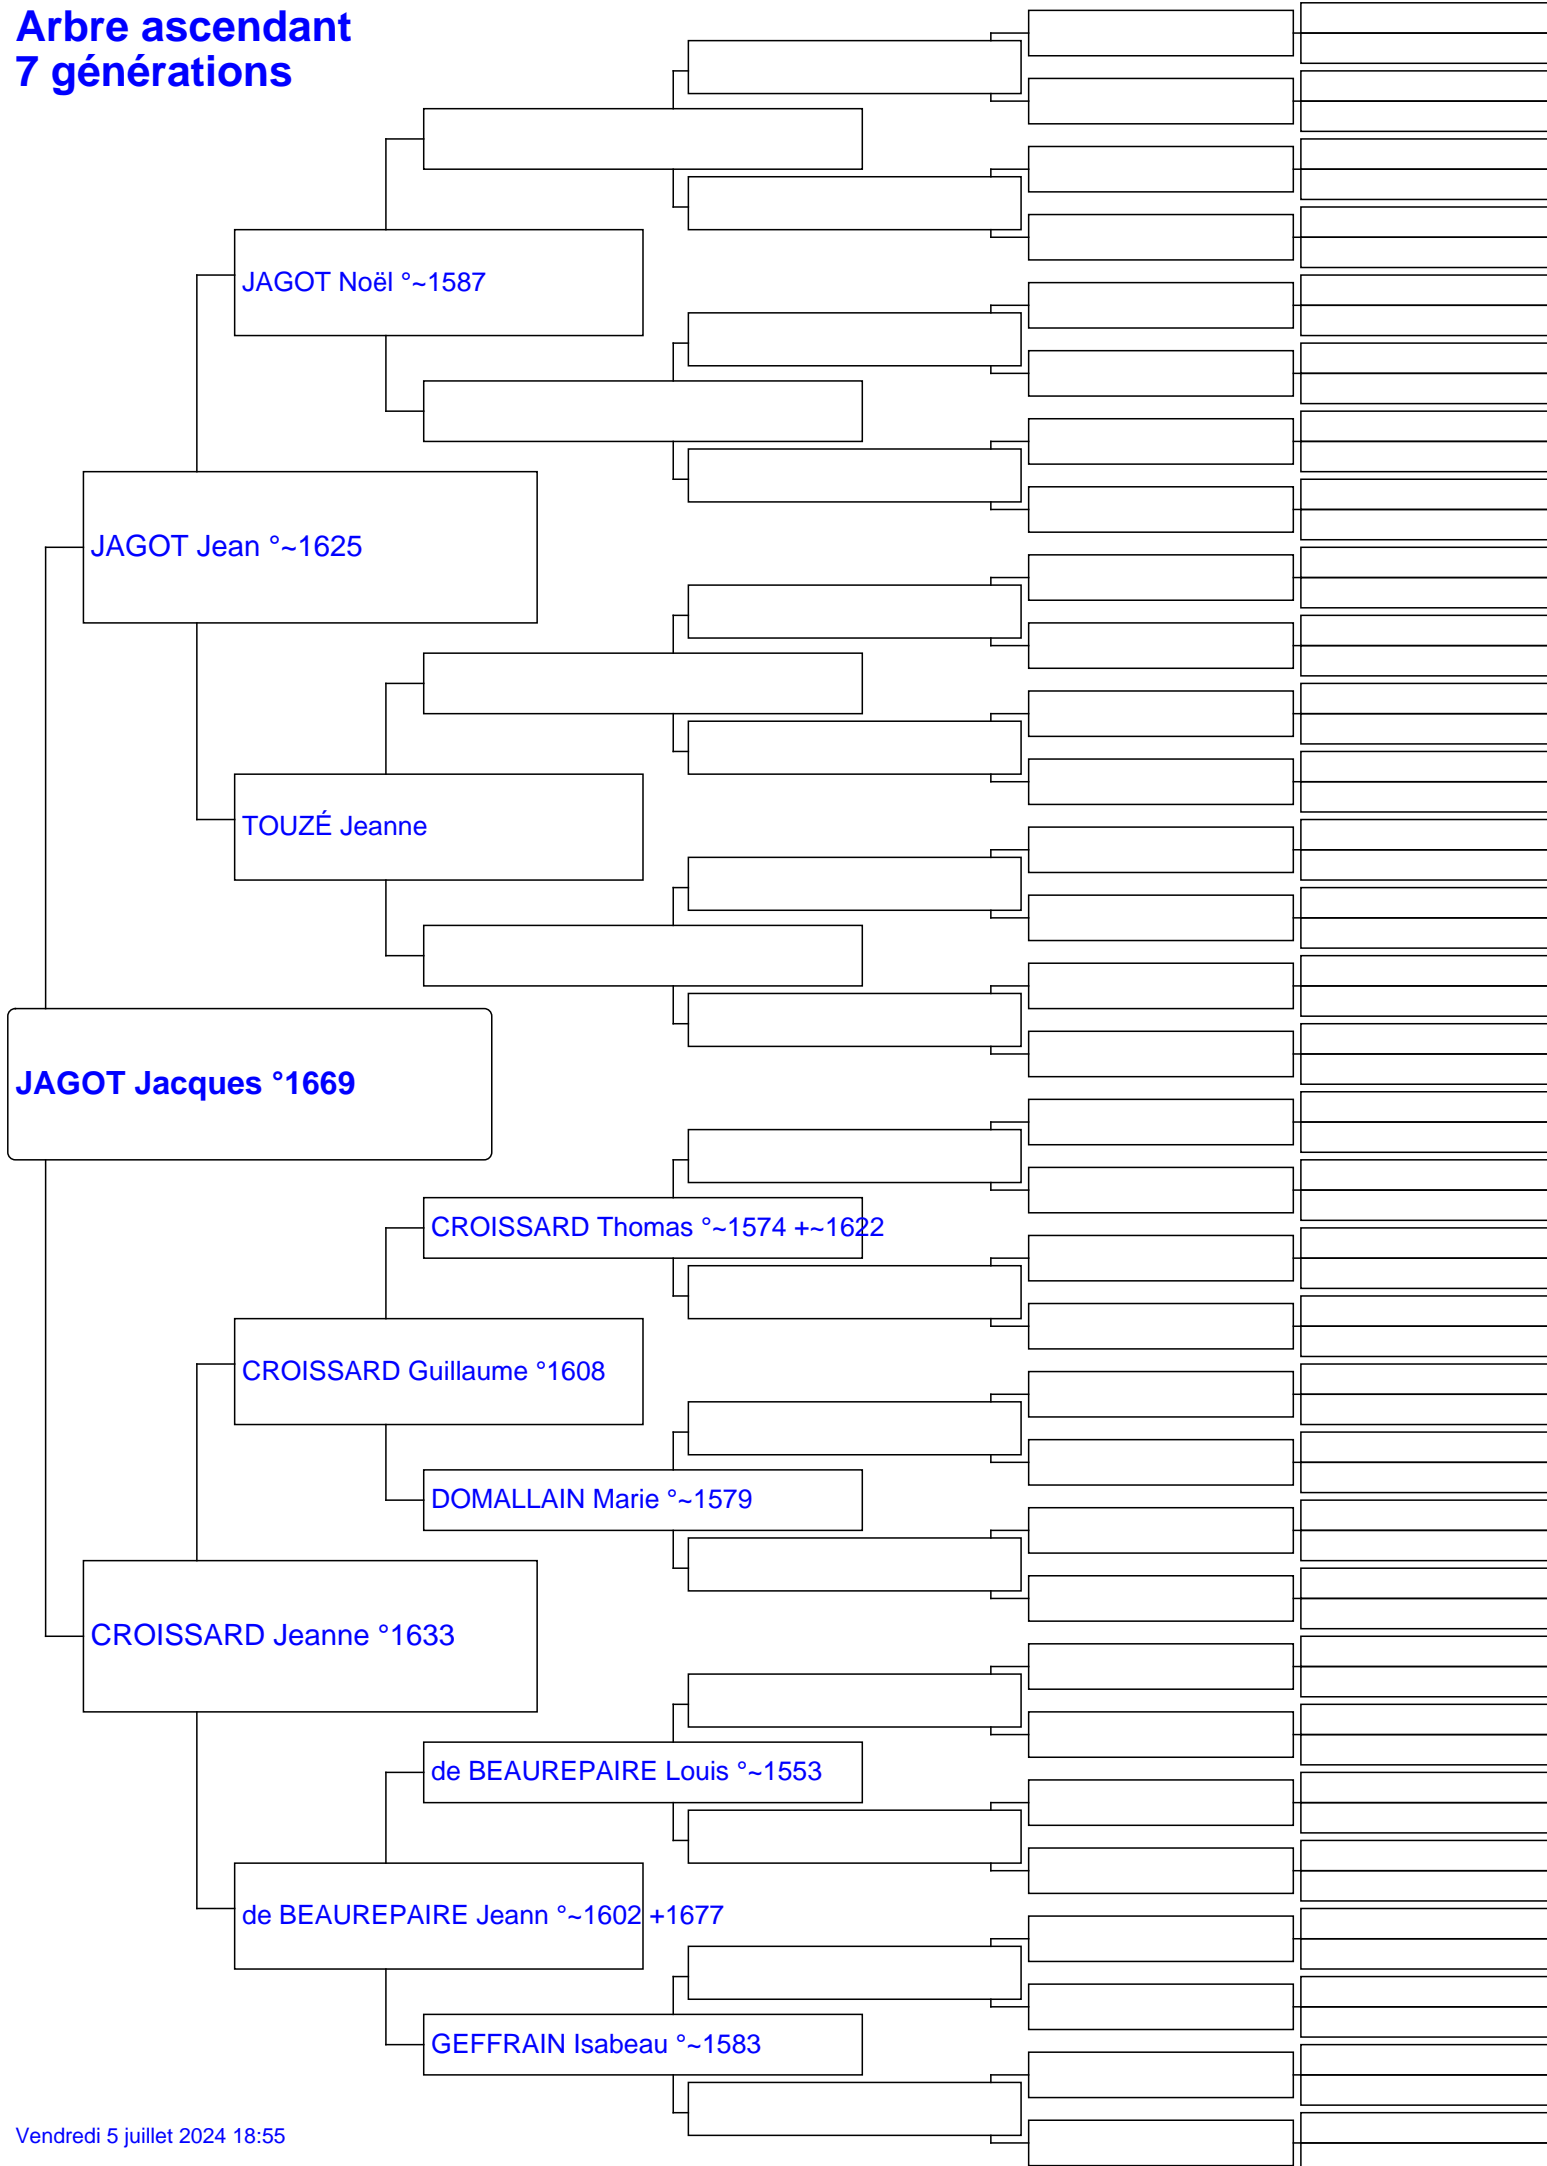 Arbre ascendant
7 générations
JAGOT Noël °~1587
JAGOT Jean °~1625
TOUZÉ Jeanne
JAGOT Jacques °1669
CROISSARD Thomas °~1574 +~1622
CROISSARD Guillaume °1608
DOMALLAIN Marie °~1579
CROISSARD Jeanne °1633
de BEAUREPAIRE Louis °~1553
de BEAUREPAIRE Jeann °~1602 +1677
GEFFRAIN Isabeau °~1583
Vendredi 5 juillet 2024 18:55